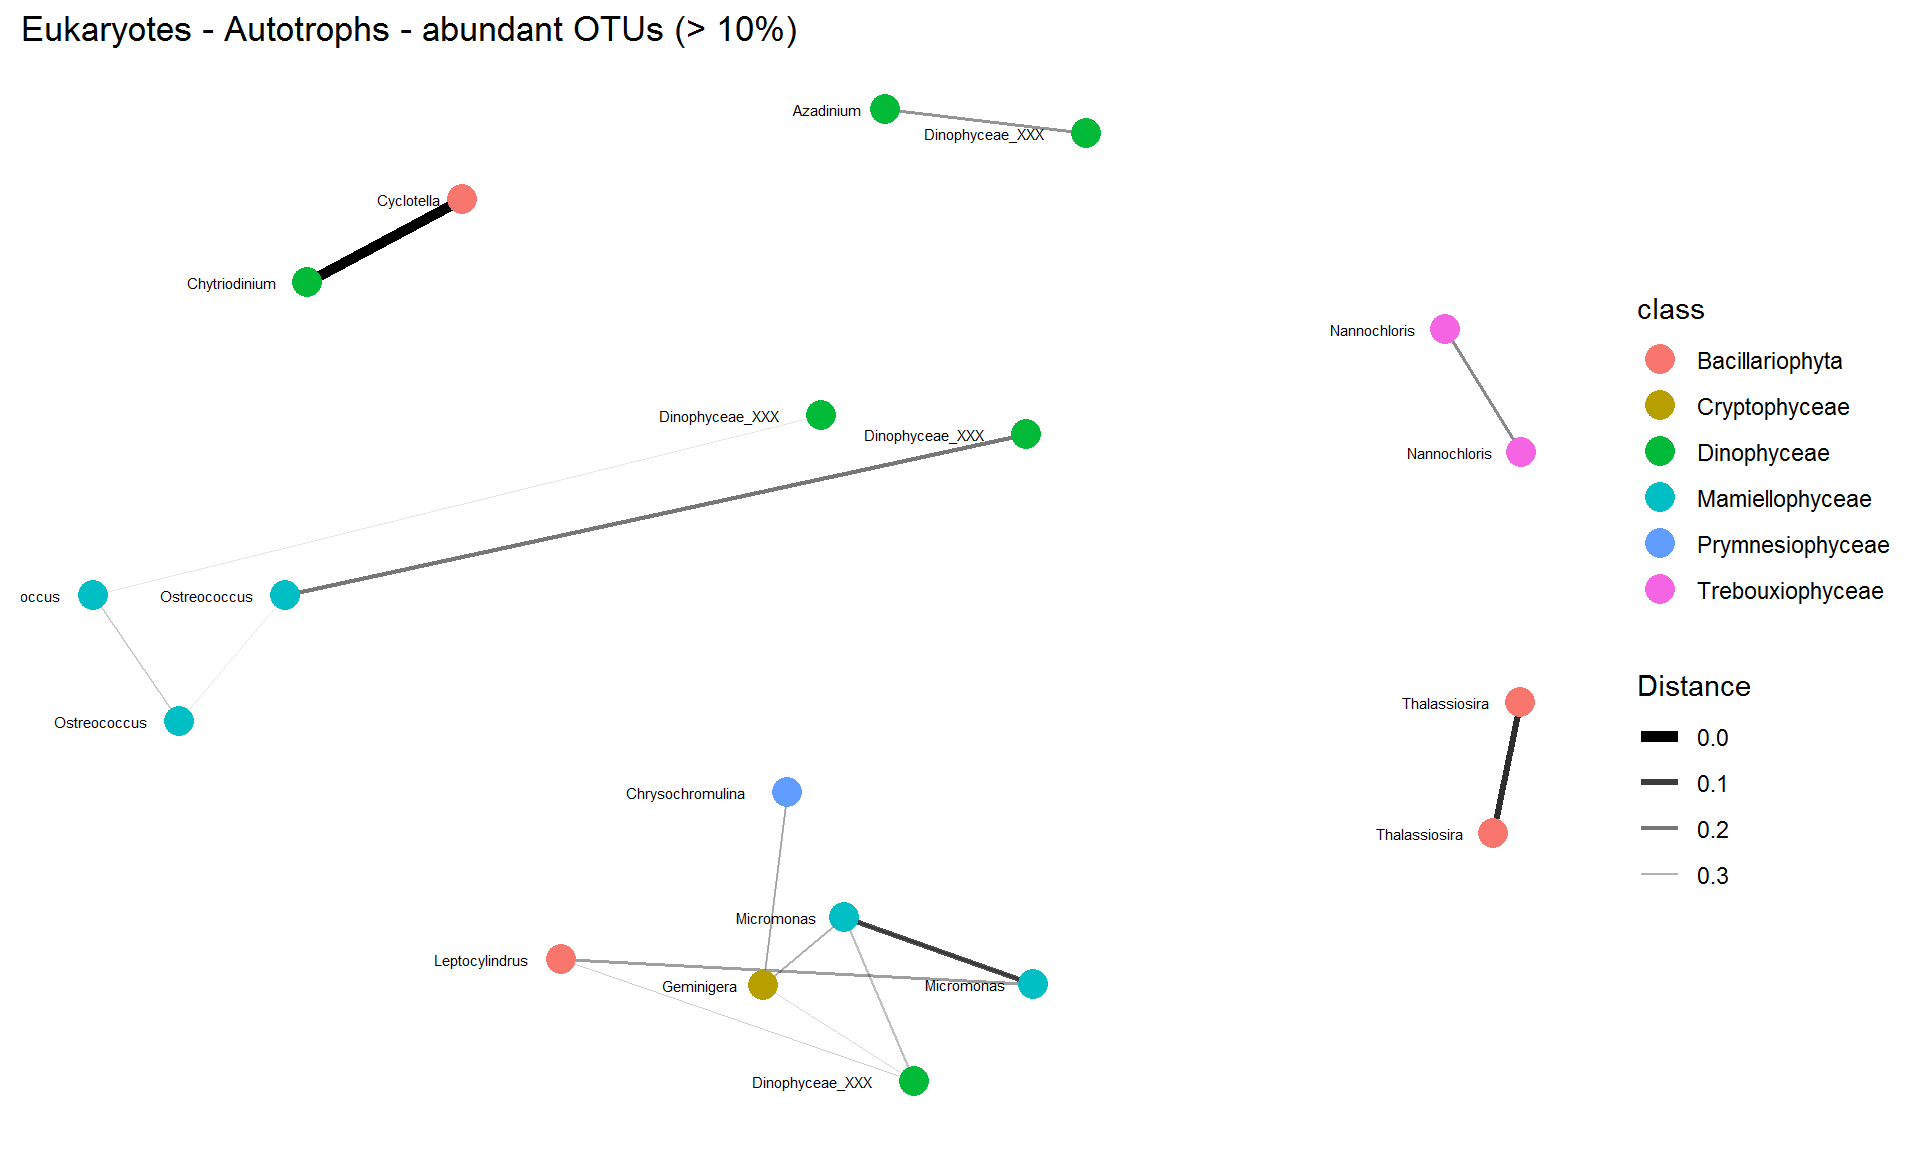 Eukaryotes - Autotrophs - abundant OTUs (> 10%)
Azadinium
Dinophyceae_XXX
Cyclotella
Chytriodinium
Nannochloris
Dinophyceae_XXX
Dinophyceae_XXX
Nannochloris
occus
Ostreococcus
Ostreococcus
Thalassiosira
Chrysochromulina
Thalassiosira
Micromonas
Leptocylindrus
Geminigera
Micromonas
Dinophyceae_XXX
class
Bacillariophyta
Cryptophyceae
Dinophyceae
Mamiellophyceae
Prymnesiophyceae
Trebouxiophyceae
Distance
0.0
0.1
0.2
0.3